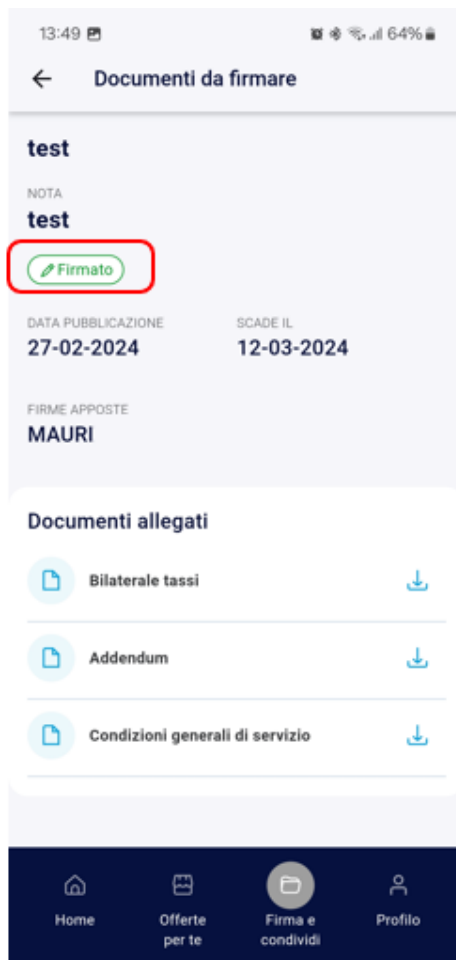 13:49 64%
Documenti da firmare
test
NOTA
test
Firmato
DATA PUBBLICAZIONE SCADE IL
27-02-2024 12-03-2024
FIRME APPOSTE
MAURI
Documenti allegati
Bilaterale tassi
Addendum
Condizioni generali di servizio
Home Offerte per te Firma e condividi Profilo